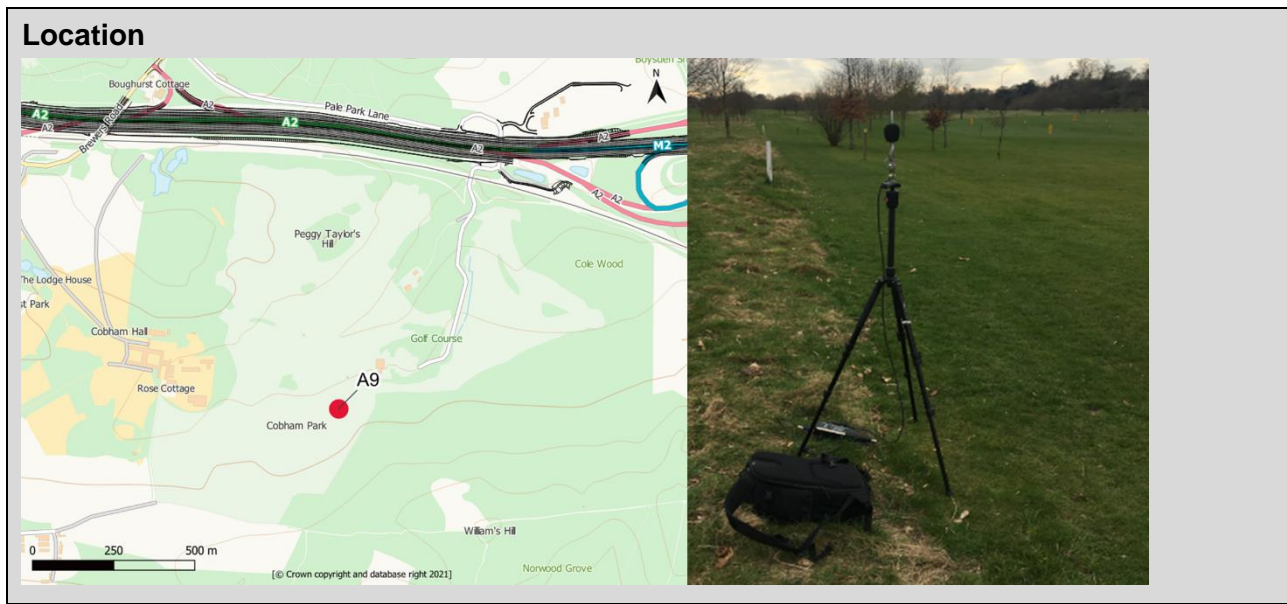 Location
Boughurst Cottage
N
A2
A2
A2
A2
Pale Park Lane
Brewers Road
A2
A2
M2
A2
A2
Peggy Taylor's
Hill
Cole Wood
The Lodge House
st Park
Cobham Hall
Golf Course
Rose Cottage
A9
Cobham Park
William's Hill
Norwood Grove
0 250 500 m
[© Crown copyright and database right 2021]